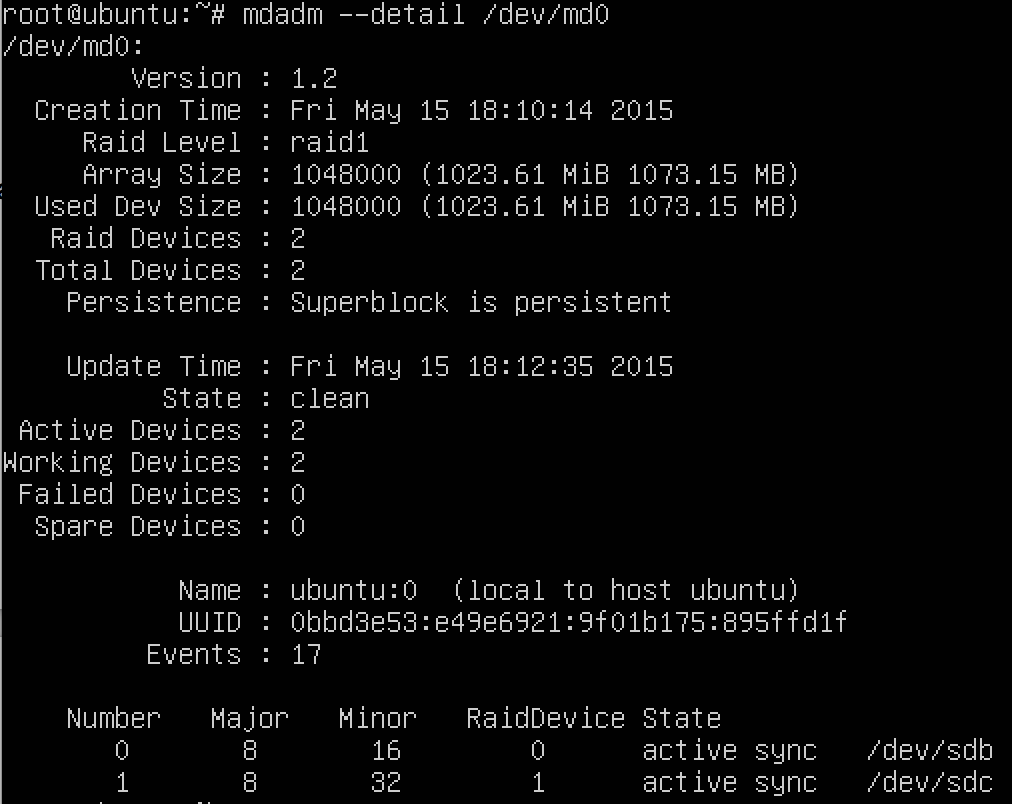 root@ubuntu:~# mdadm --detail /dev/md0
/dev/md0:
Version : 1.2
Creation Time : Fri May 15 18:10:14 2015
Raid Level : raid1
Array Size : 1048000 (1023.61 MiB 1073.15 MB)
Used Dev Size : 1048000 (1023.61 MiB 1073.15 MB)
Raid Devices : 2
Total Devices : 2
Persistence : Superblock is persistent
Update Time : Fri May 15 18:12:35 2015
State : clean
Active Devices : 2
Working Devices : 2
Failed Devices : 0
Spare Devices : 0
Name : ubuntu:0  (local to host ubuntu)
UUID : 0bbd3e53:e49e6921:9f01b175:895ffd1f
Events : 17
Number   Major   Minor   RaidDevice State
0       8       16        0      active sync   /dev/sdb
1       8       32        1      active sync   /dev/sdc